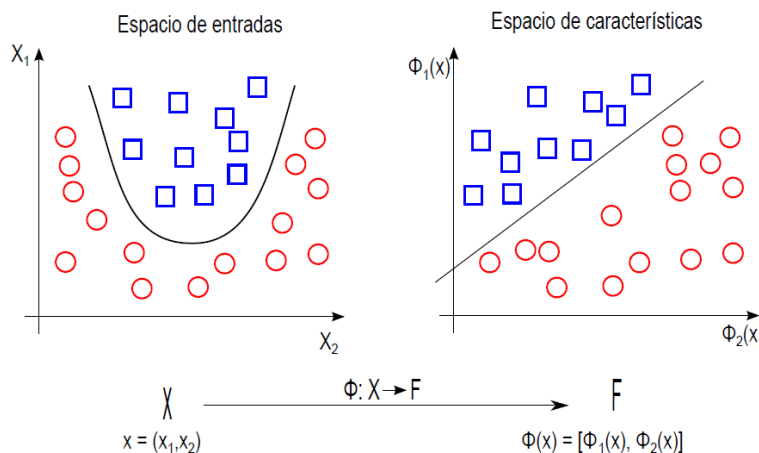 Espacio de entradas
Espacio de características
X1
Φ1(x)
X2
Φ2(x
Φ: X→F
X
F
x = (x1,x2)
Φ(x) = [Φ1(x), Φ2(x)]